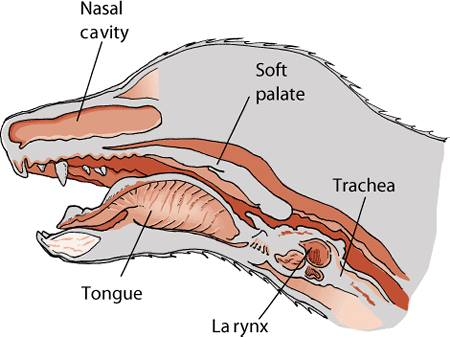 Nasal
cavity
Soft
palate
Trachea
Tongue
La rynx